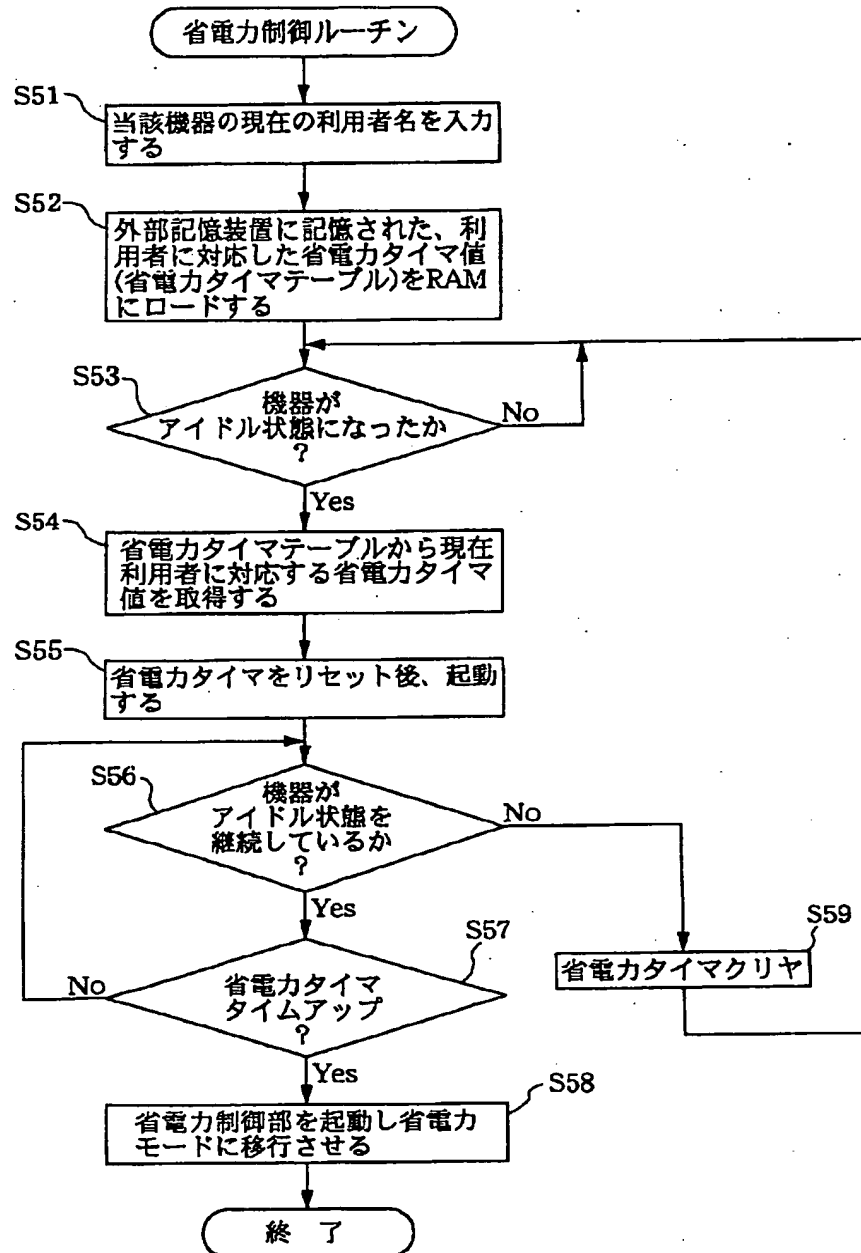 省電力制御ルーチン
S51
当該機器の現在の利用者名を入力
する
S52
外部記憶装置に記憶された、利
用者に対応した省電力タイマ値
(省電力タイマテーブル)をRAM
にロードする
S53
機器が
アイドル状態になったか
?
No
Yes
S54
省電力タイマテーブルから現在
利用者に対応する省電力タイマ
値を取得する
S55
省電力タイマをリセット後、起動
する
S56
機器が
アイドル状態を
継続しているか
?
No
Yes
S57
省電力タイマ
タイムアップ
?
No
Yes
S59
省電力タイマクリヤ
S58
省電力制御部を起動し省電力
モードに移行させる
終 了